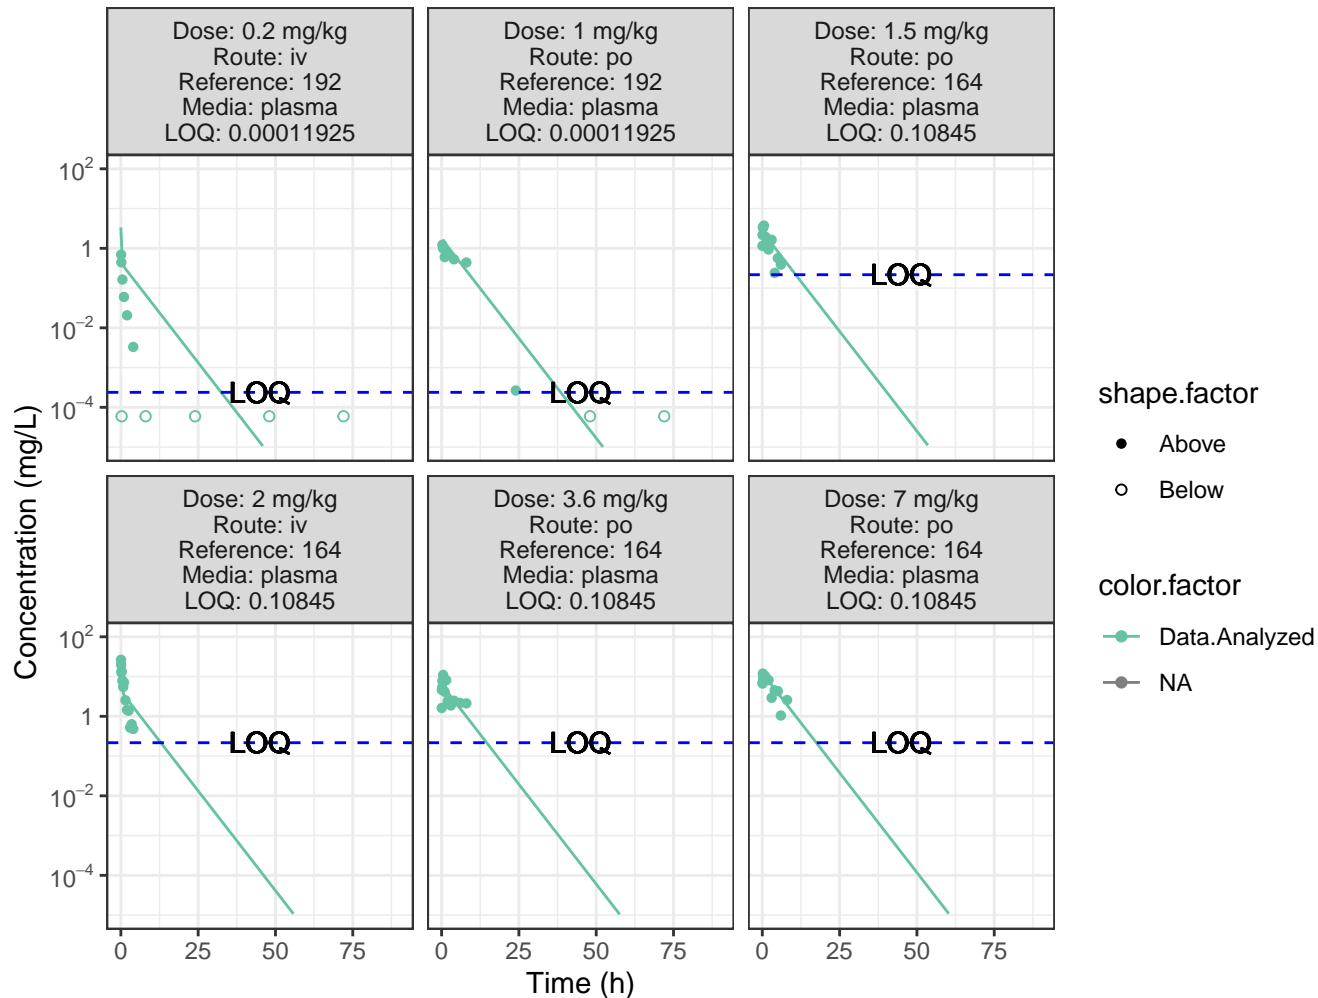 Dose: 0.2 mg/kg
Route: iv
Reference: 192
Media: plasma
LOQ: 0.00011925
Dose: 1 mg/kg
Route: po
Reference: 192
Media: plasma
LOQ: 0.00011925
Dose: 1.5 mg/kg
Route: po
Reference: 164
Media: plasma
LOQ: 0.10845
10²
1
10⁻²
10⁻⁴
LOQ
LOQ
LOQ
Dose: 2 mg/kg
Route: iv
Reference: 164
Media: plasma
LOQ: 0.10845
Dose: 3.6 mg/kg
Route: po
Reference: 164
Media: plasma
LOQ: 0.10845
Dose: 7 mg/kg
Route: po
Reference: 164
Media: plasma
LOQ: 0.10845
10²
1
10⁻²
10⁻⁴
LOQ
LOQ
LOQ
0 25 50 75
0 25 50 75
0 25 50 75
Time (h)
Concentration (mg/L)
shape.factor
Above
Below
color.factor
Data.Analyzed
NA